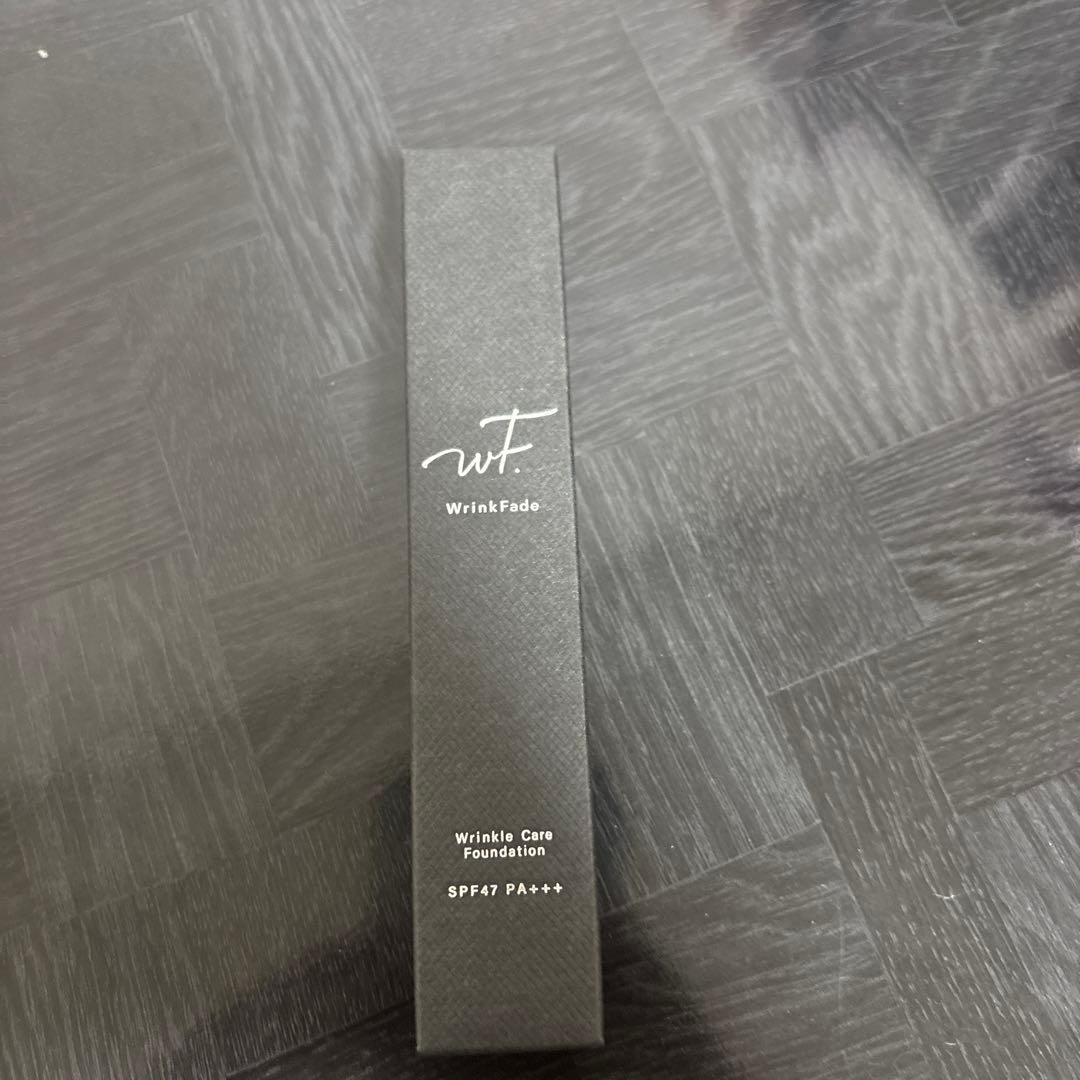 wF.
WrinkFade
Wrinkle Care
Foundation
SPF47 PA+++